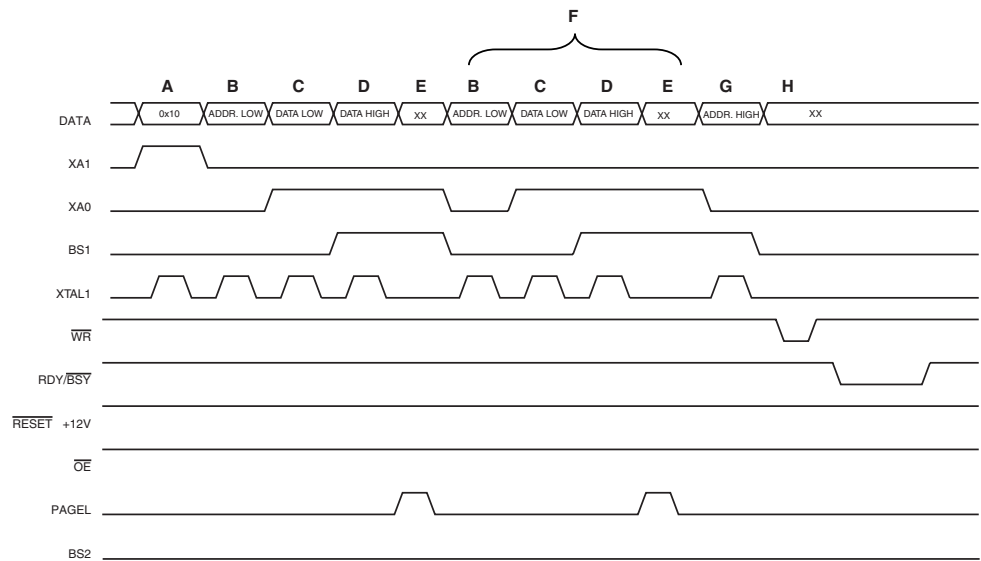 F
A B C D E B C D E G H
DATA 0x10 ADDR. LOW DATA LOW DATA HIGH XX ADDR. LOW DATA LOW DATA HIGH XX ADDR. HIGH XX
XA1
XA0
BS1
XTAL1
WR
RDY/BSY
RESET +12V
OE
PAGEL
BS2